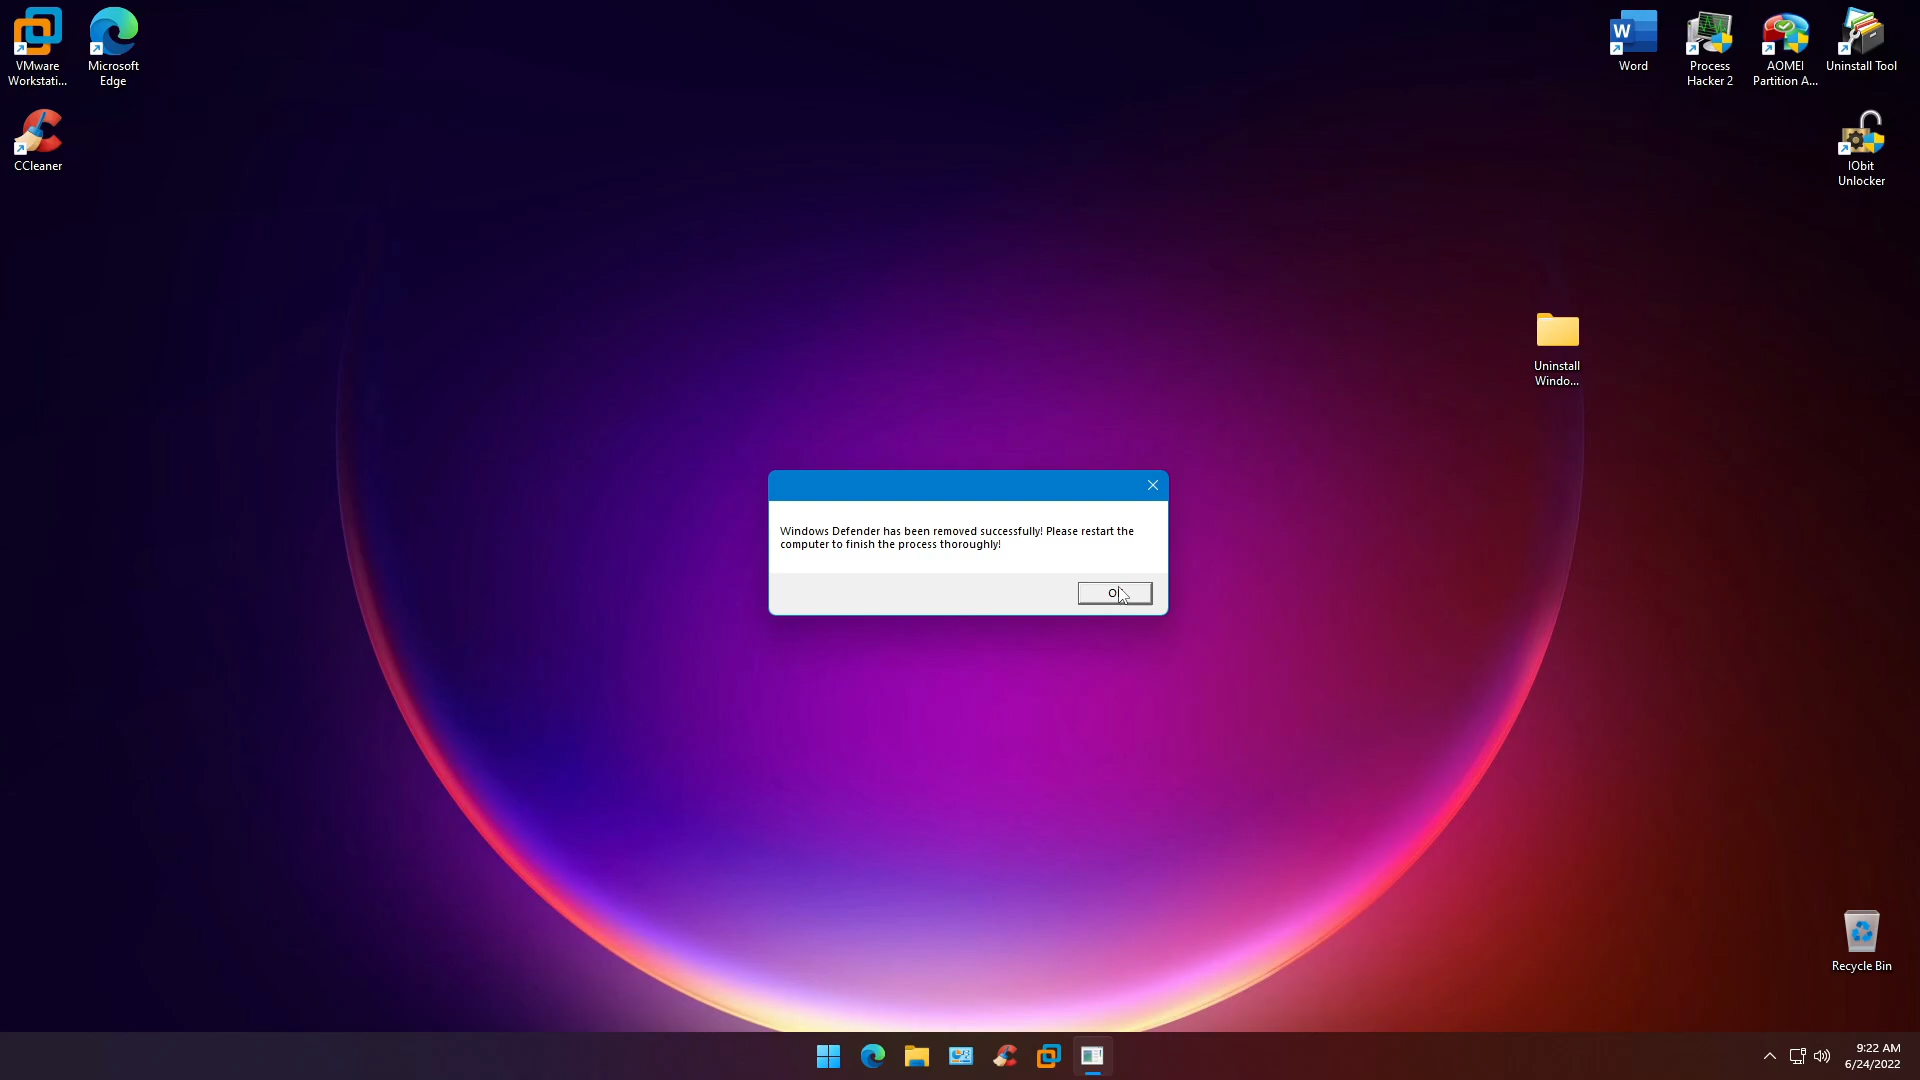 VMware
Workstati...
Microsoft
Edge
CCleaner
Word
Process
Hacker 2
AOMEI
Partition A...
Uninstall Tool
IObit
Unlocker
Uninstall
Windo...
Windows Defender has been removed successfully! Please restart the
computer to finish the process thoroughly!
Recycle Bin
9:22 AM
6/24/2022